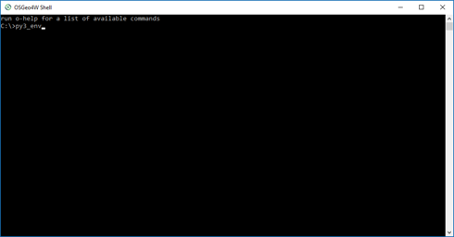 OSGeo4W Shell
run o-help for a list of available commands
C:\>py3_env